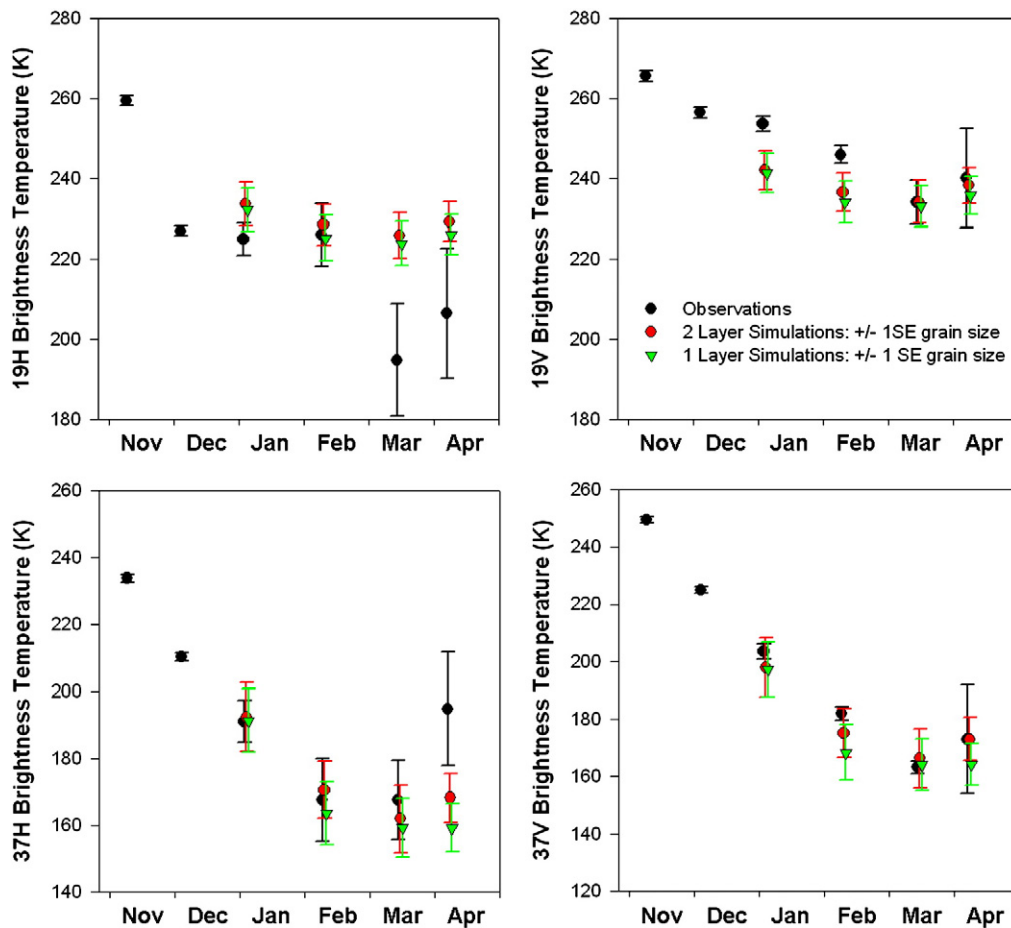 19H Brightness Temperature (K)
280
260
240
220
200
180
Nov Dec Jan Feb Mar Apr
19V Brightness Temperature (K)
280
260
240
220
200
180
Observations
2 Layer Simulations: +/- 1SE grain size
1 Layer Simulations: +/- 1 SE grain size
Nov Dec Jan Feb Mar Apr
37H Brightness Temperature (K)
260
240
220
200
180
160
140
Nov Dec Jan Feb Mar Apr
37V Brightness Temperature (K)
260
240
220
200
180
160
140
120
Nov Dec Jan Feb Mar Apr